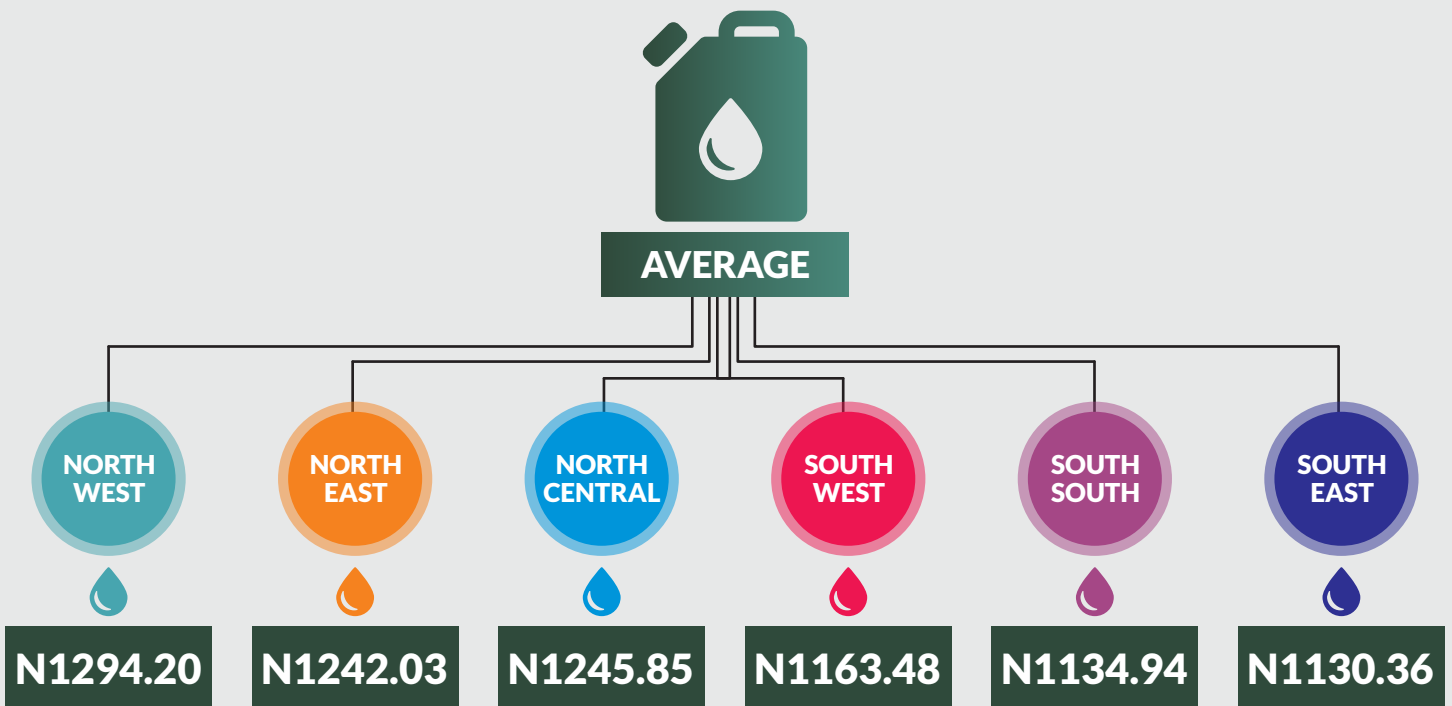 AVERAGE
NORTH
WEST
NORTH
EAST
NORTH
CENTRAL
SOUTH
WEST
SOUTH
SOUTH
SOUTH
EAST
N1294.20
N1242.03
N1245.85
N1163.48
N1134.94
N1130.36